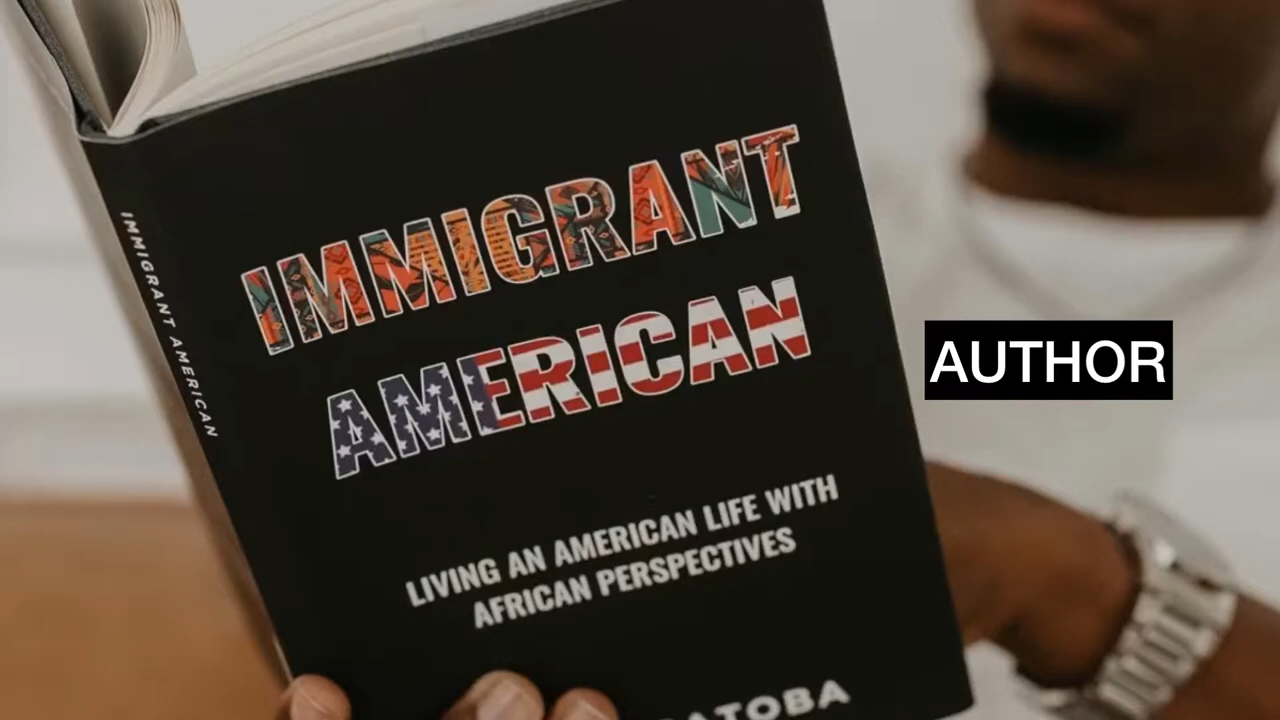 IMMIGRANT
AMERICAN
LIVING AN AMERICAN LIFE WITH
AFRICAN PERSPECTIVES
IMMIGRANT AMERICAN
AUTHOR